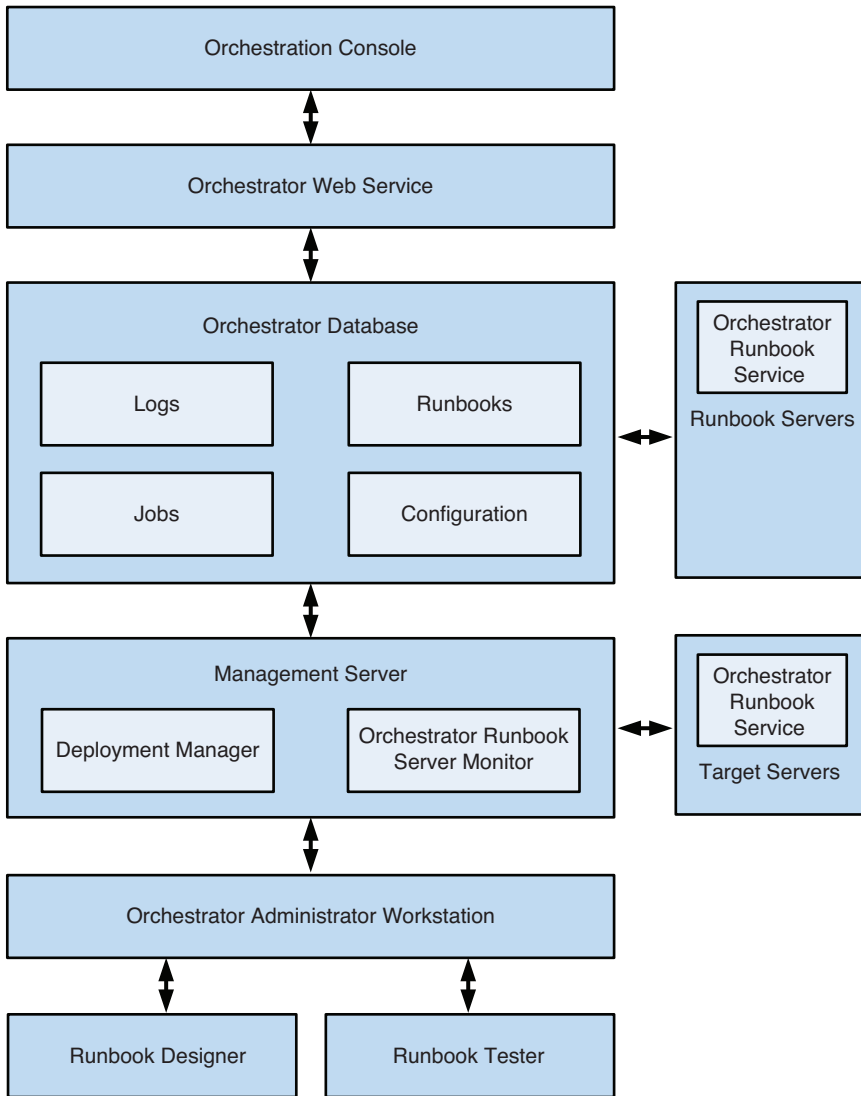 Orchestration Console
Orchestrator Web Service
Orchestrator Database
Logs
Runbooks
Jobs
Configuration
Orchestrator
Runbook
Service
Runbook Servers
Management Server
Deployment Manager
Orchestrator Runbook
Server Monitor
Orchestrator
Runbook
Service
Target Servers
Orchestrator Administrator Workstation
Runbook Designer
Runbook Tester